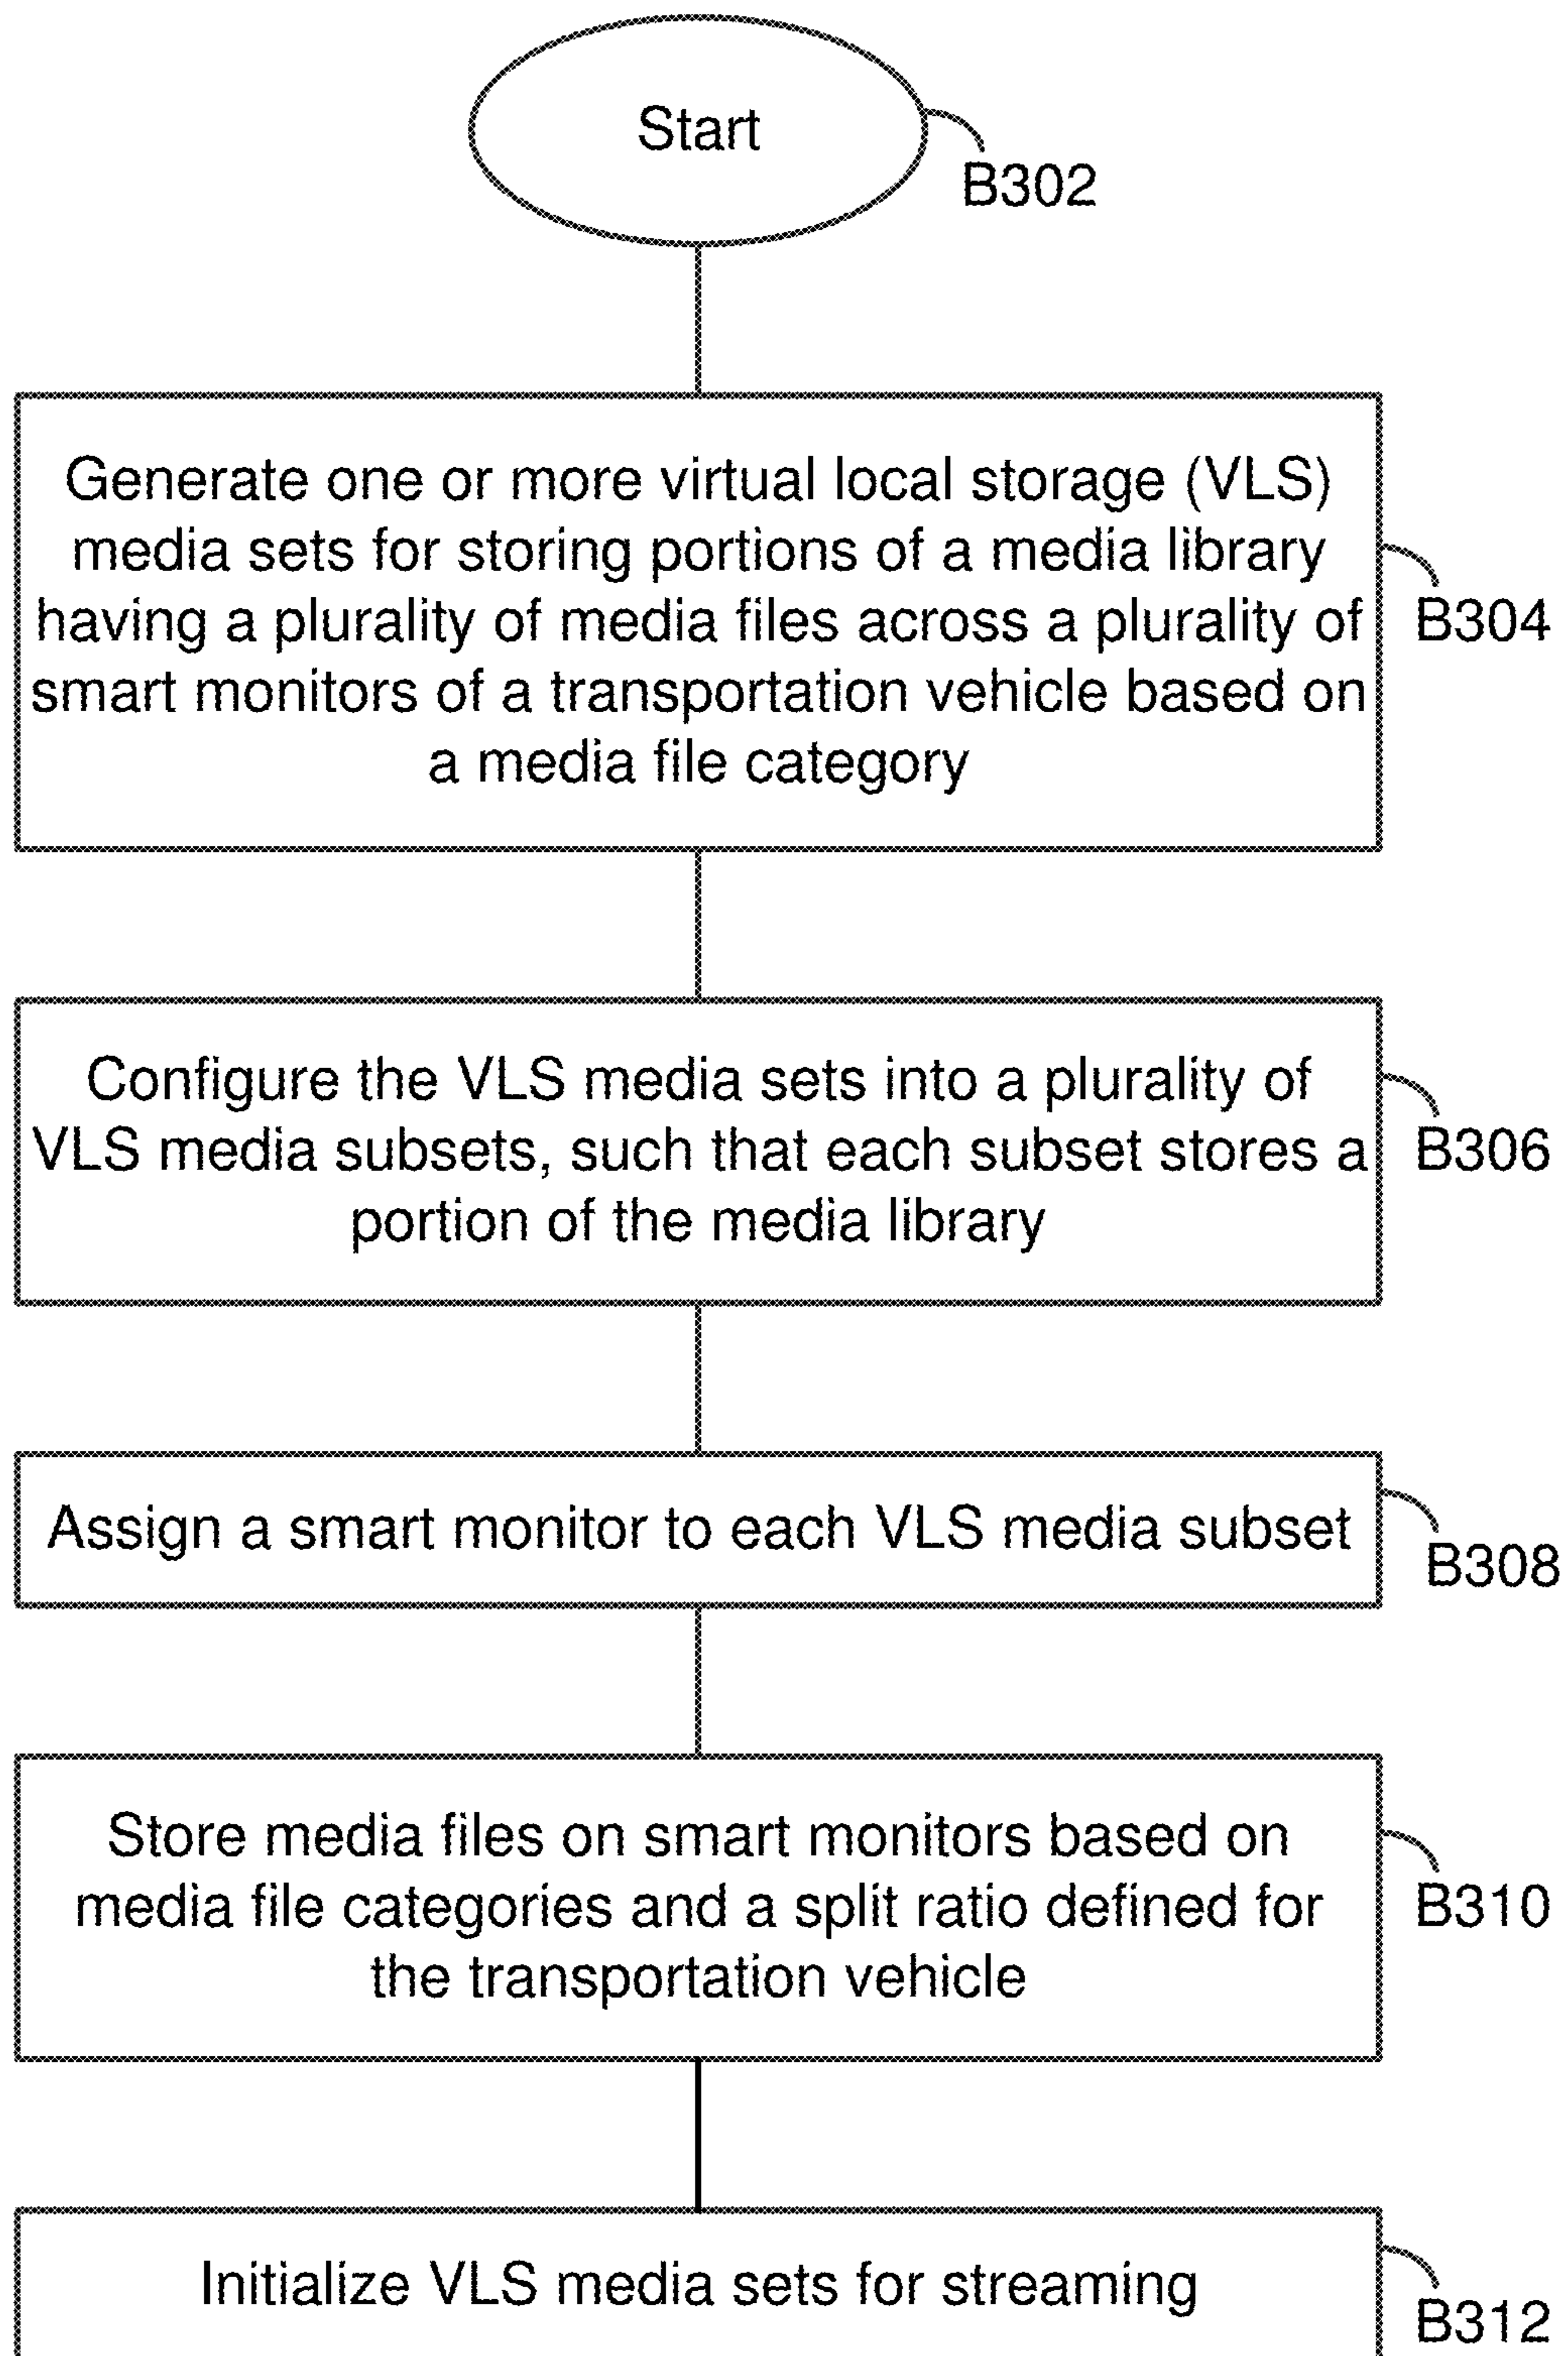 Start
B302
Generate one or more virtual local storage (VLS)
media sets for storing portions of a media library
having a plurality of media files across a plurality of
smart monitors of a transportation vehicle based on
a media file category
B304
Configure the VLS media sets into a plurality of
VLS media subsets, such that each subset stores a
portion of the media library
B306
Assign a smart monitor to each VLS media subset
B308
Store media files on smart monitors based on
media file categories and a split ratio defined for
the transportation vehicle
B310
Initialize VLS media sets for streaming
B312